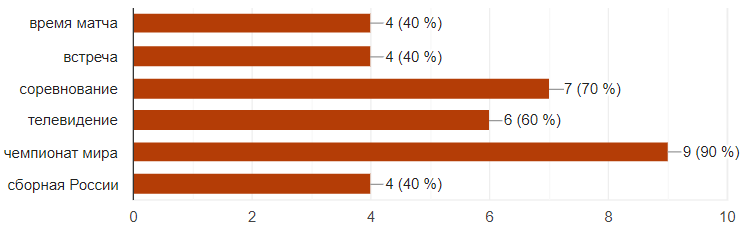 время матча 4 (40 %)
встреча 4 (40 %)
соревнование 7 (70 %)
телевидение 6 (60 %)
чемпионат мира 9 (90 %)
сборная России 4 (40 %)
0 2 4 6 8 10